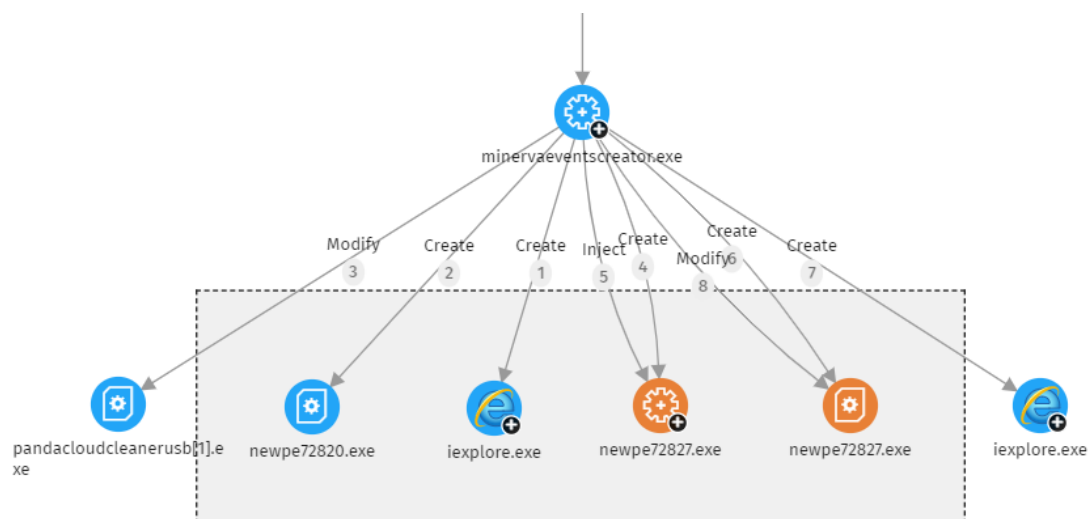 minervaeventscreator.exe
Modify
3
Create
2
Create
1
Inject
5
Create
4
Modify
8
Create
6
Create
7
pandacloudcleanerusb[1].e
xe
newpe72820.exe
iexplore.exe
newpe72827.exe
newpe72827.exe
iexplore.exe